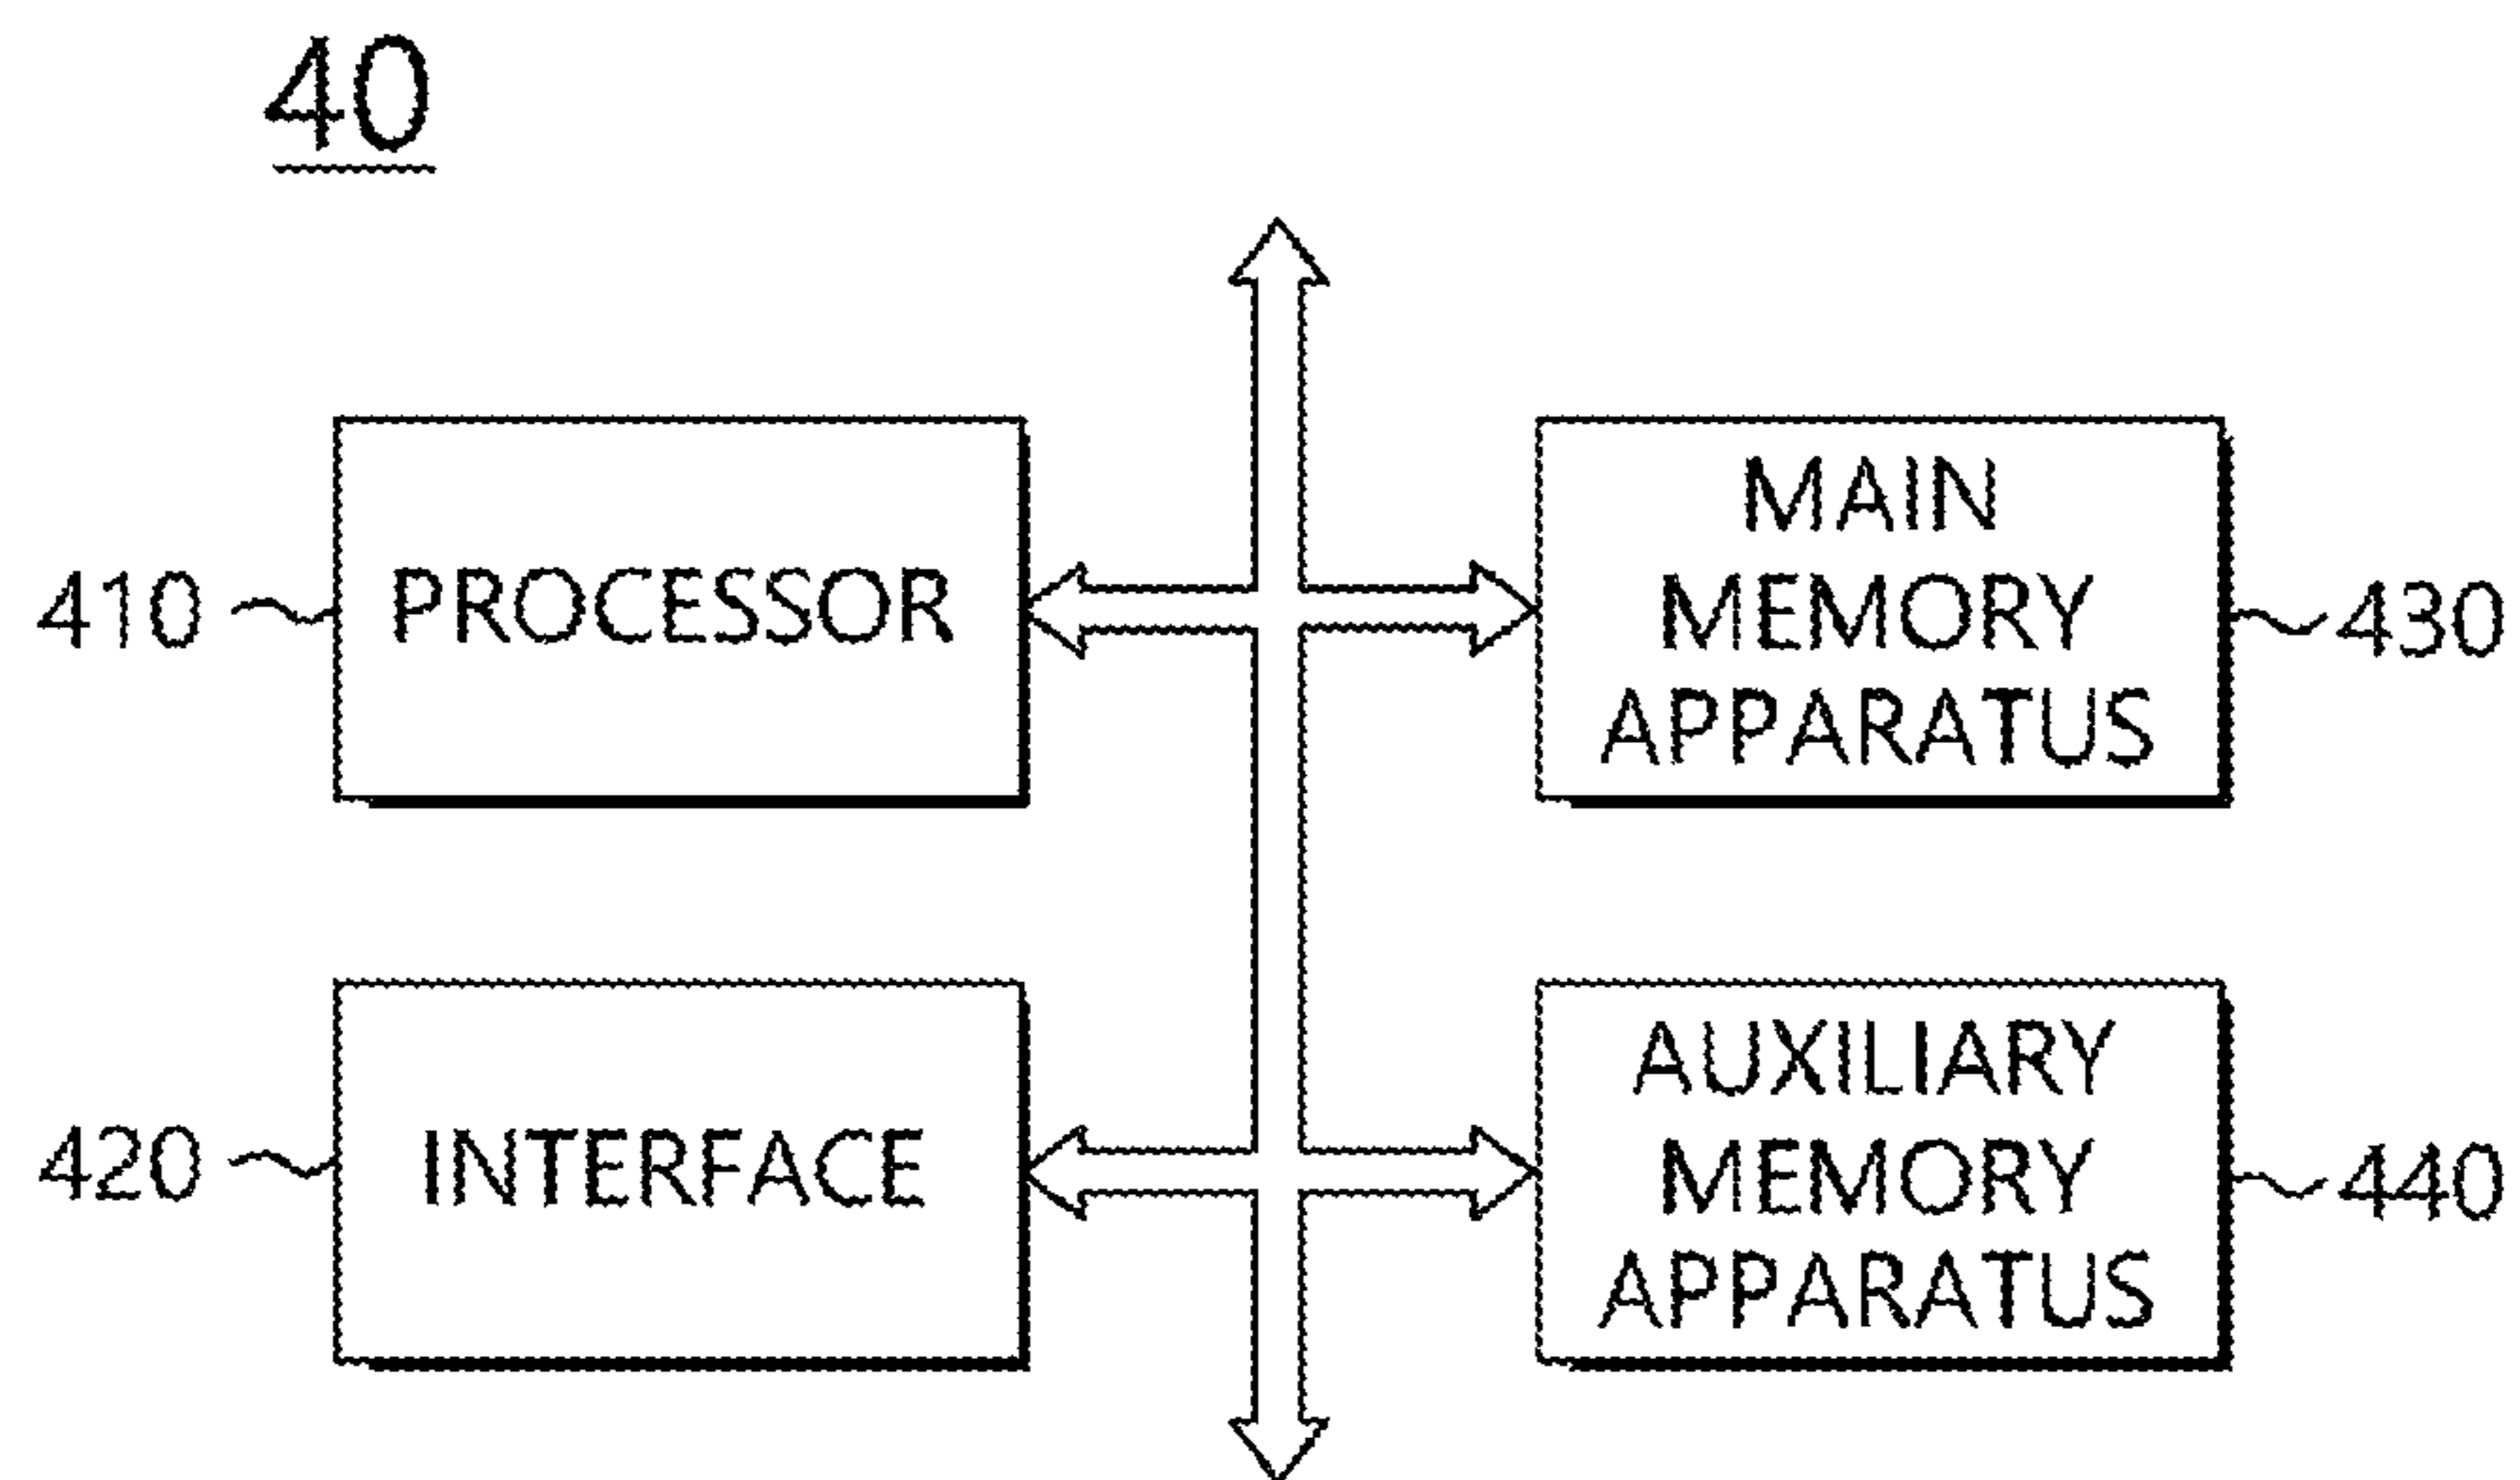 40
410
PROCESSOR
MAIN
MEMORY
APPARATUS
430
420
INTERFACE
AUXILIARY
MEMORY
APPARATUS
440